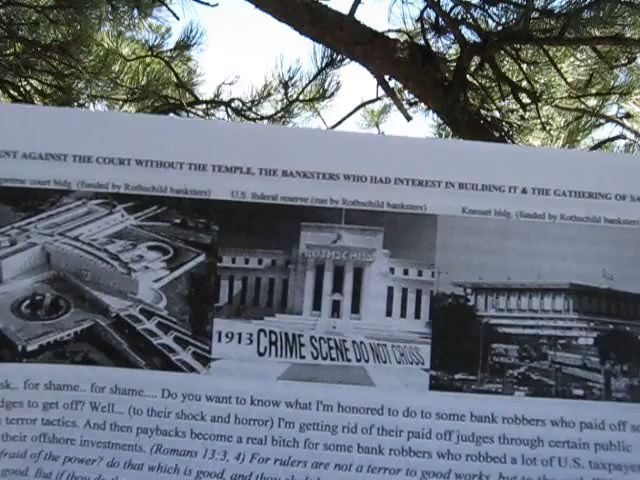 ENT AGAINST THE COURT WITHOUT THE TEMPLE, THE BANKSTERS WHO HAD INTEREST IN BUILDING IT & THE GATHERING OF
court bldg. (funded by Rothschild banksters) U.S. federal reserve (run by Rothschild banksters) Knesset bldg. (funded by Rothschild banksters
ROTHSCHILD
1913 CRIME SCENE DO NOT CROSS
sk.. for shame.. for shame.... Do you want to know what I'm honored to do to some bank robbers who paid off
dges to get off? Well... (to their shock and horror) I'm getting rid of their paid off judges through certain public
terror tactics. And then paybacks become a real bitch for some bank robbers who robbed a lot of U.S. taxpaye
their offshore investments. (Romans 13:3, 4) For rulers are not a terror to good works, but to the
fraid of the power? do that which is good, and
good. But if thou do